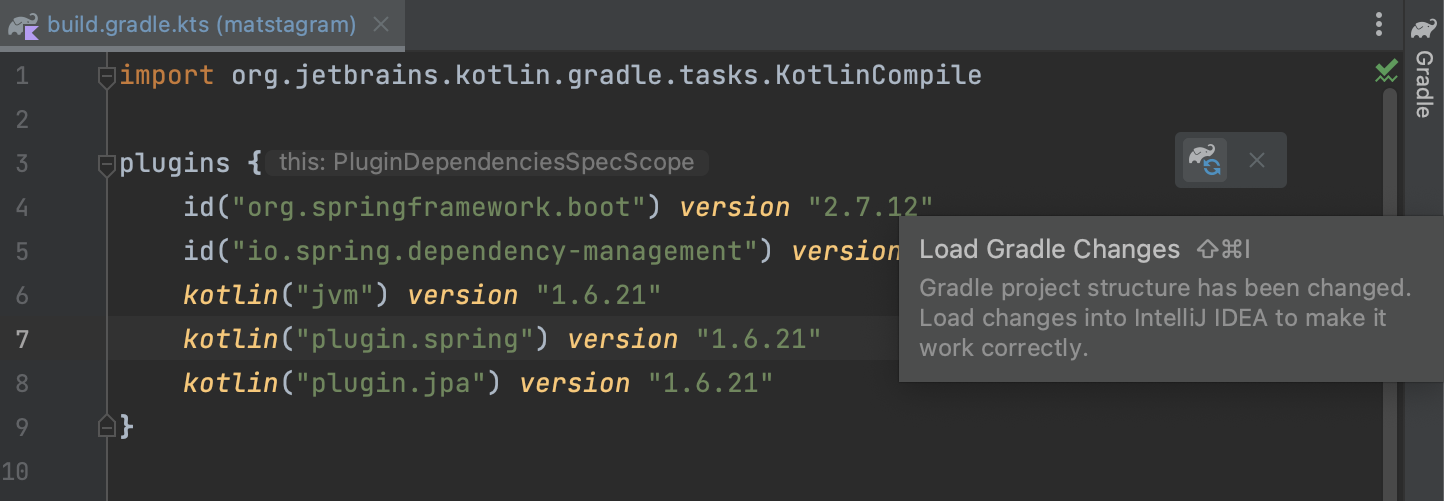 build.gradle.kts (matstagram)
Gradle
1 import org.jetbrains.kotlin.gradle.tasks.KotlinCompile
2
3 plugins { this: PluginDependenciesSpecScope
4 id("org.springframework.boot") version "2.7.12"
5 id("io.spring.dependency-management") version
6 kotlin("jvm") version "1.6.21"
7 kotlin("plugin.spring") version "1.6.21"
8 kotlin("plugin.jpa") version "1.6.21"
9 }
10
Load Gradle Changes ⇧⌘I
Gradle project structure has been changed.
Load changes into IntelliJ IDEA to make it
work correctly.